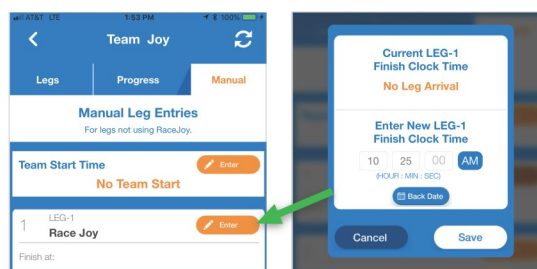 AT&T LTE 1:53 PM 100%
Team Joy
Legs Progress Manual
Manual Leg Entries
For legs not using RaceJoy.
Team Start Time Enter
No Team Start
1 LEG-1 Enter
Race Joy
Finish at:
Current LEG-1
Finish Clock Time
No Leg Arrival
Enter New LEG-1
Finish Clock Time
10 25 00 AM
(HOUR : MIN : SEC)
Back Date
Cancel Save